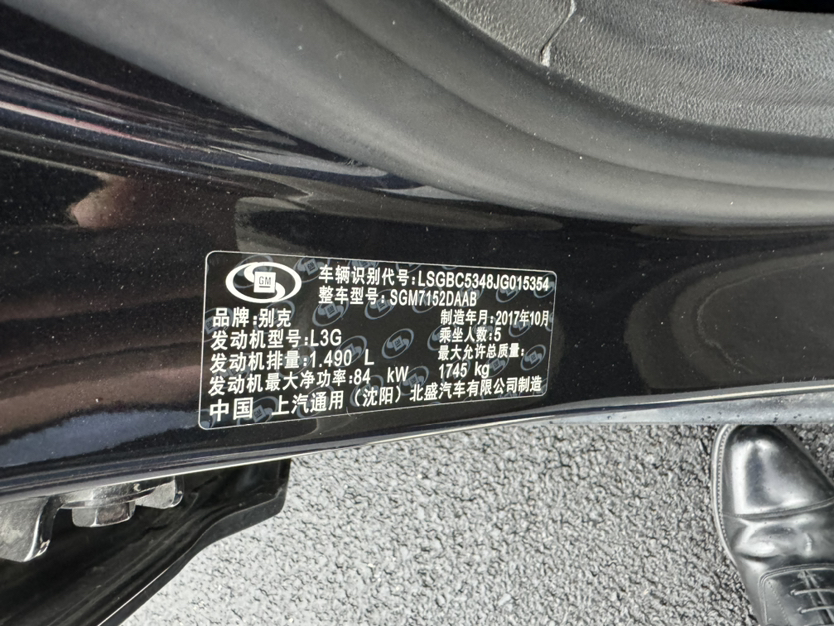 GM
车辆识别代号:LSGBC5348JG015354
整车型号:SGM7152DAAB
品牌:别克
制造年月:2017年10月
发动机型号:L3G
乘坐人数:5
发动机排量:1.490 L
最大允许总质量:
1745 kg
发动机最大净功率:84 kW
中国 上汽通用（沈阳）北盛汽车有限公司制造